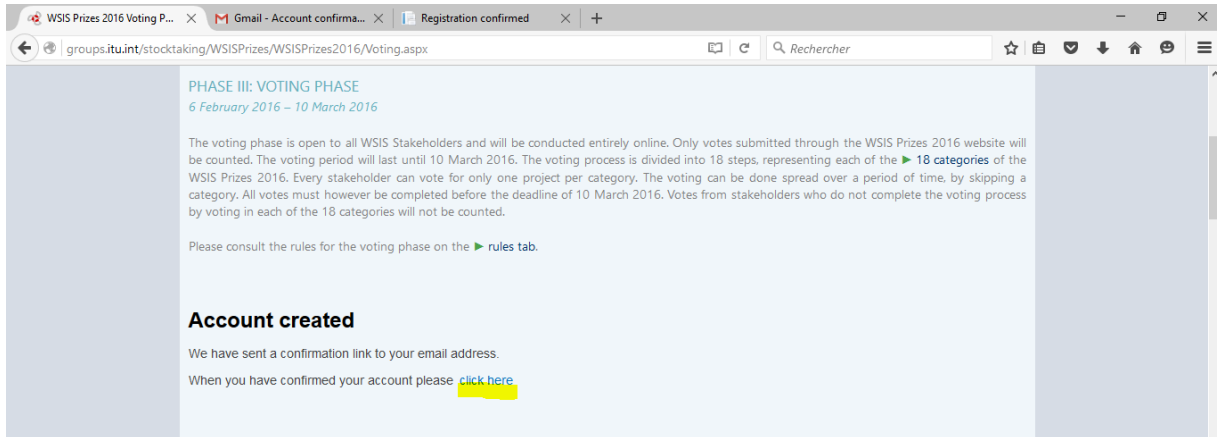 WSIS Prizes 2016 Voting P...
Gmail - Account confirma...
Registration confirmed
groups.itu.int/stocktaking/WSISPrizes/WSISPrizes2016/Voting.aspx
Rechercher
PHASE III: VOTING PHASE
6 February 2016 – 10 March 2016
The voting phase is open to all WSIS Stakeholders and will be conducted entirely online. Only votes submitted through the WSIS Prizes 2016 website will
be counted. The voting period will last until 10 March 2016. The voting process is divided into 18 steps, representing each of the ► 18 categories of the
WSIS Prizes 2016. Every stakeholder can vote for only one project per category. The voting can be done spread over a period of time, by skipping a
category. All votes must however be completed before the deadline of 10 March 2016. Votes from stakeholders who do not complete the voting process
by voting in each of the 18 categories will not be counted.
Please consult the rules for the voting phase on the ► rules tab.
Account created
We have sent a confirmation link to your email address.
When you have confirmed your account please click here